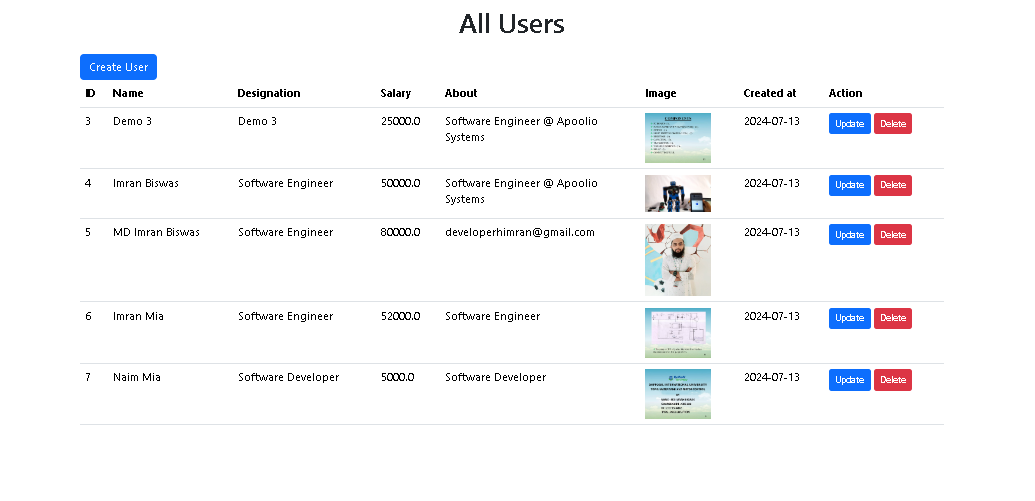 All Users
Create User
ID Name Designation Salary About Image Created at Action
3 Demo 3 Demo 3 25000.0 Software Engineer @ Apoolio Systems 2024-07-13 Update Delete
4 Imran Biswas Software Engineer 50000.0 Software Engineer @ Apoolio Systems 2024-07-13 Update Delete
5 MD Imran Biswas Software Engineer 80000.0 developerhimran@gmail.com 2024-07-13 Update Delete
6 Imran Mia Software Engineer 52000.0 Software Engineer 2024-07-13 Update Delete
7 Naim Mia Software Developer 5000.0 Software Developer 2024-07-13 Update Delete